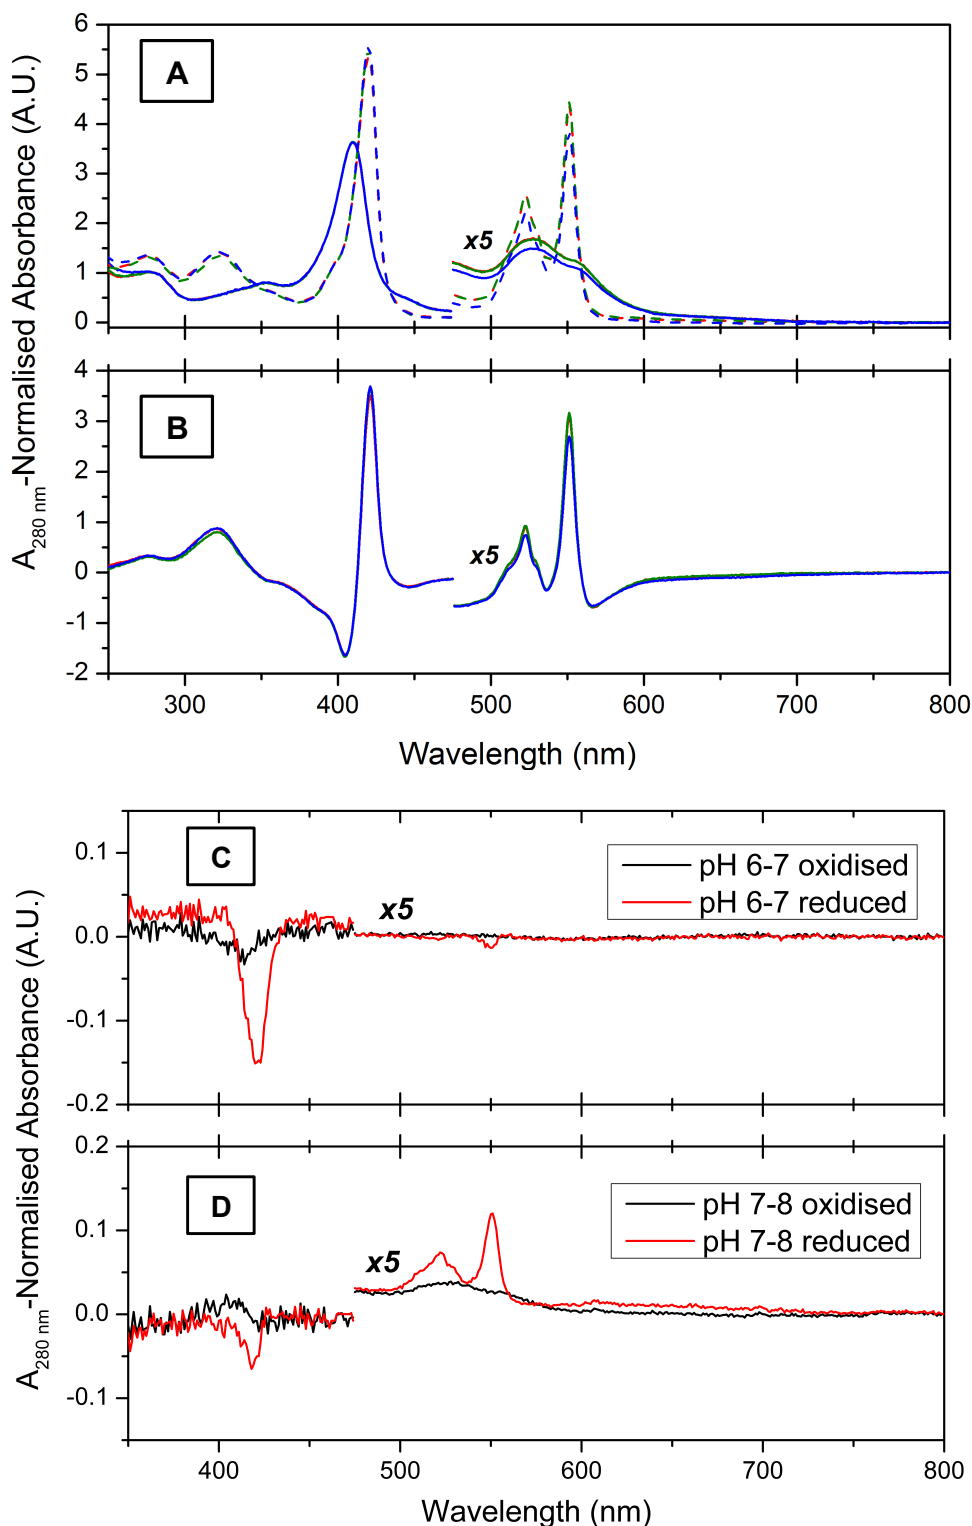 A₂₈₀ ₙₘ-Normalised Absorbance (A.U.)
6
5
4
3
2
1
0
A
x5
4
3
2
1
0
-1
-2
B
x5
300 400 500 600 700 800
Wavelength (nm)
A₂₈₀ ₙₘ-Normalised Absorbance (A.U.)
0.1
0.0
-0.1
-0.2
C
x5
pH 6-7 oxidised
pH 6-7 reduced
0.2
0.1
0.0
-0.1
D
x5
pH 7-8 oxidised
pH 7-8 reduced
400 500 600 700 800
Wavelength (nm)